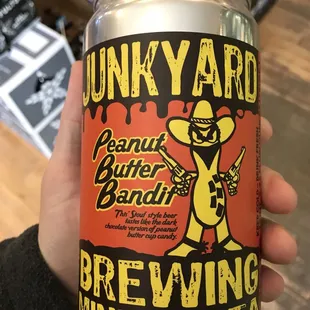 JUNKYARD
Peanut
Butter
Bandit
This "Stout" style beer
tastes like the dark
chocolate version of peanut
butter cup candy.
BREWING